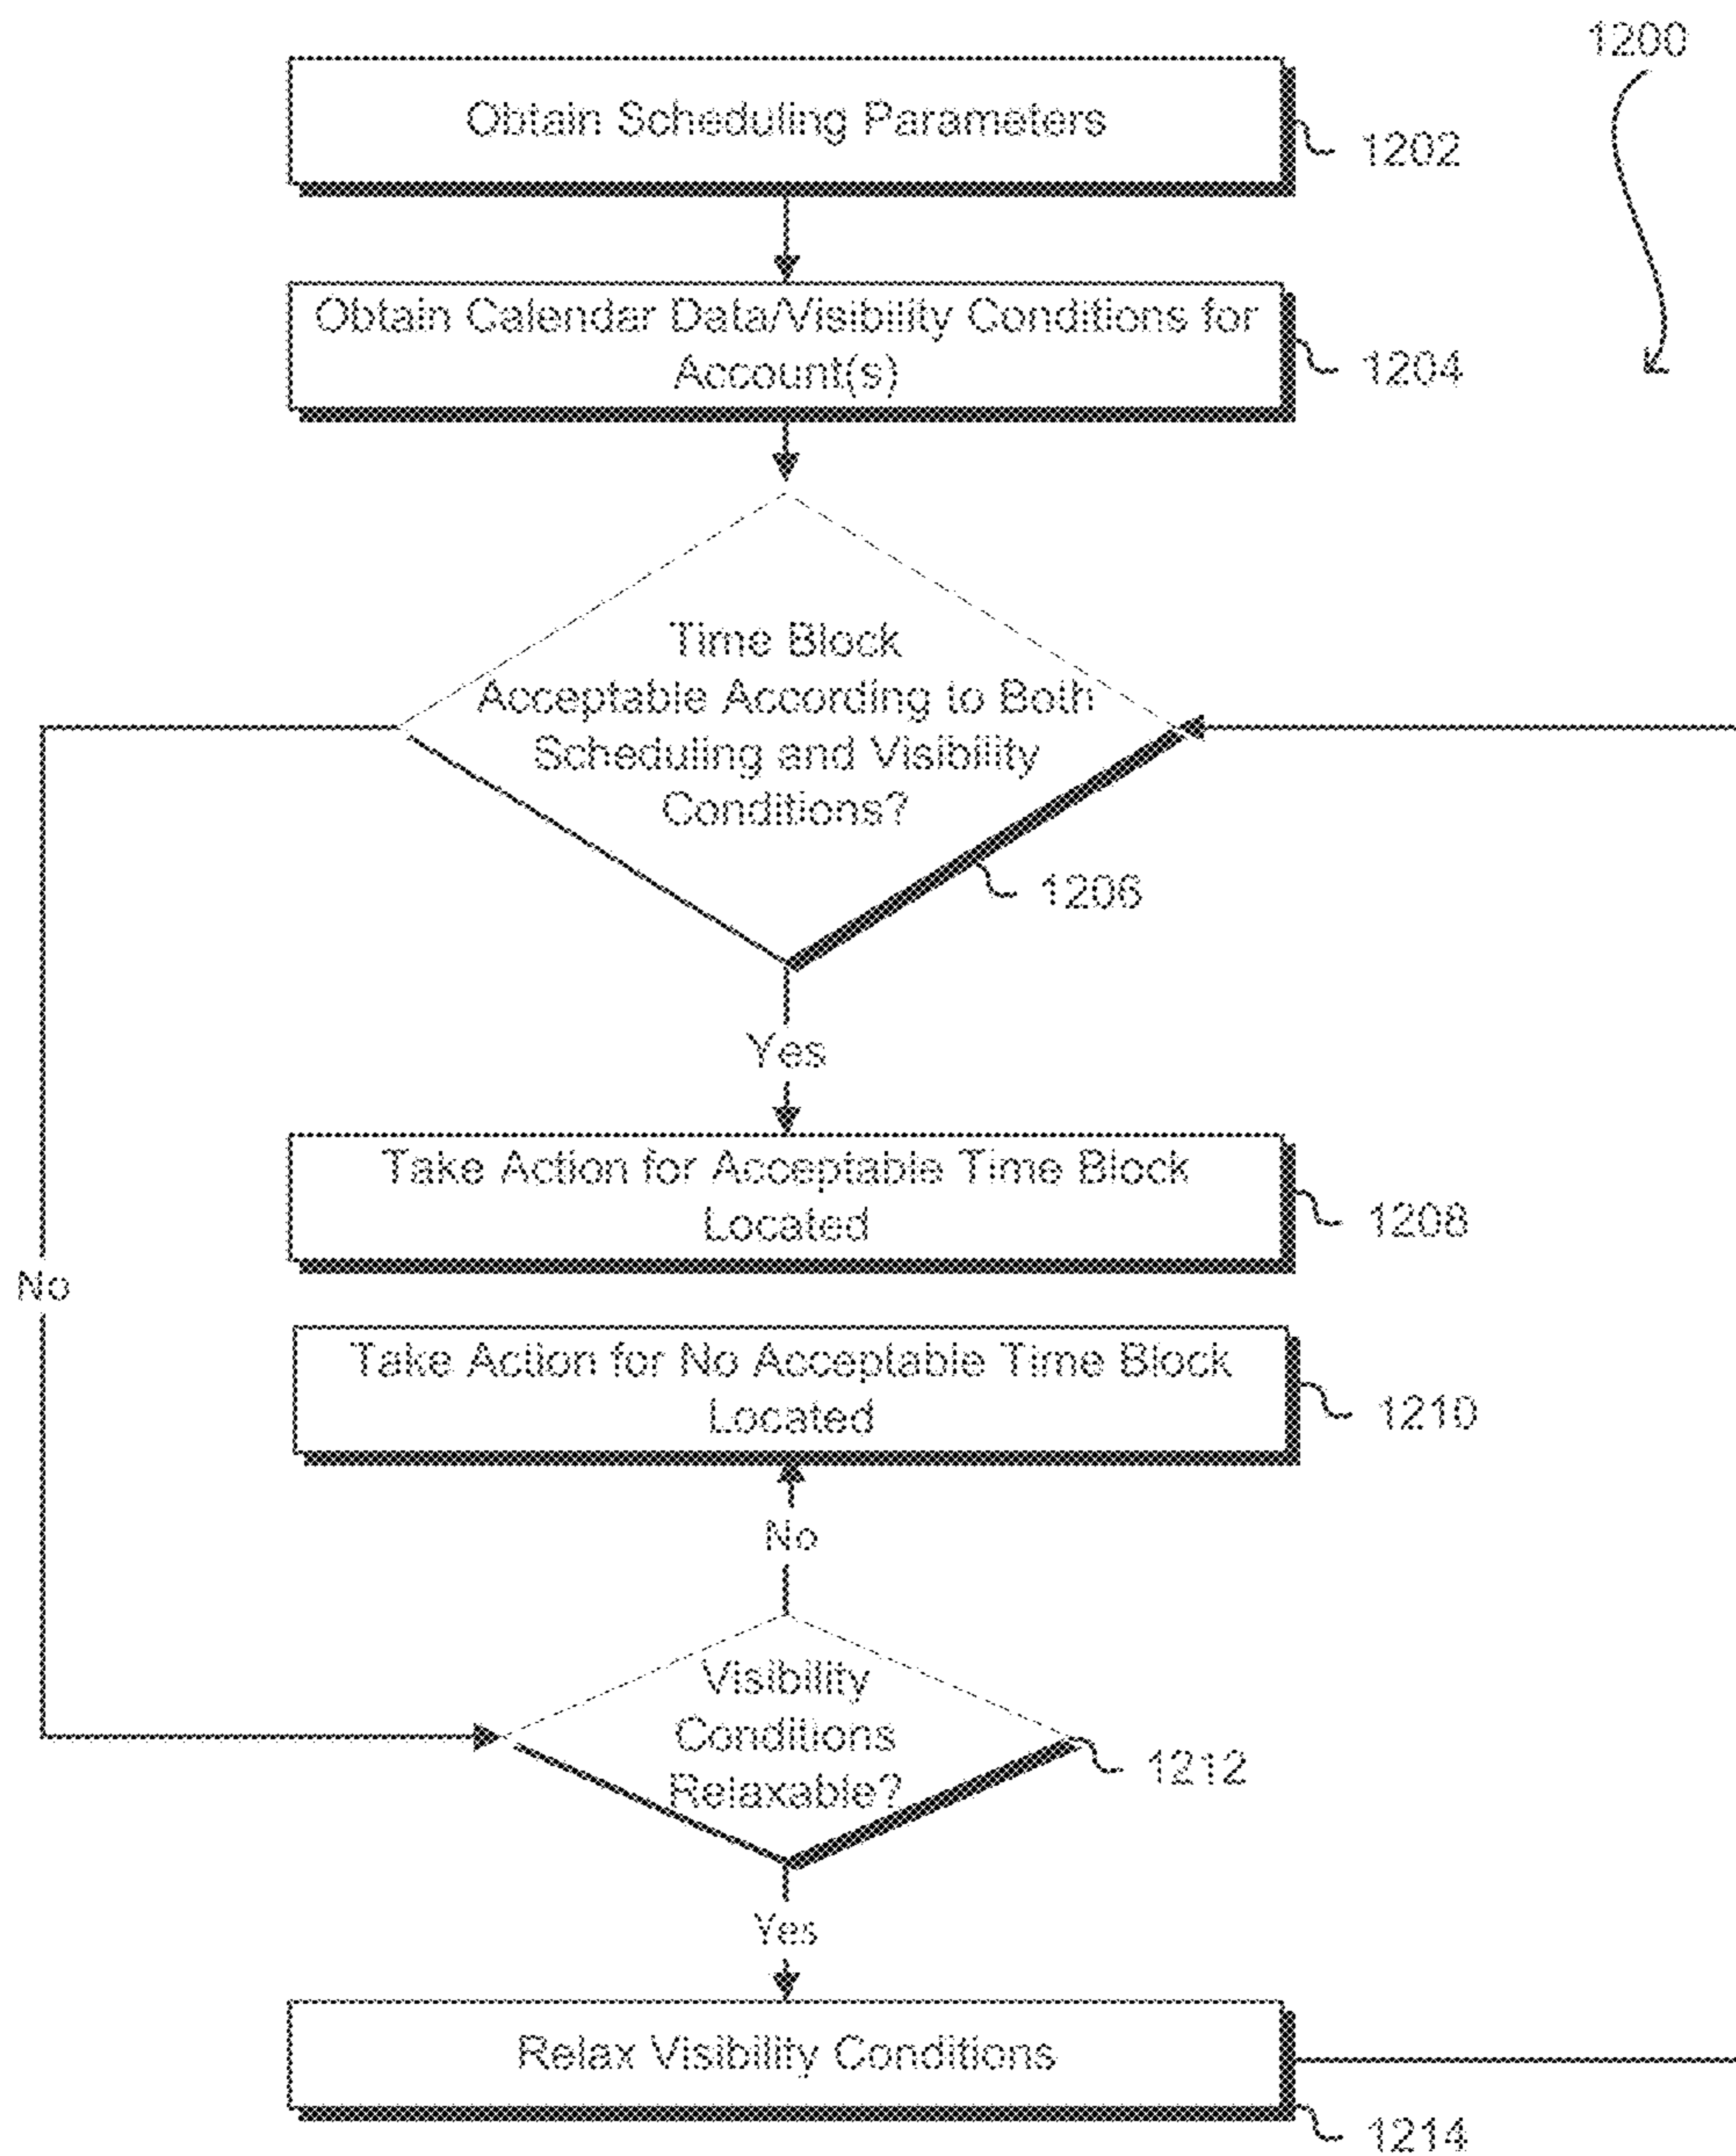 1200
Obtain Scheduling Parameters
1202
Obtain Calendar Data/Visibility Conditions for
Account(s)
1204
Time Block
Acceptable According to Both
Scheduling and Visibility
Conditions?
1206
Yes
Take Action for Acceptable Time Block
Located
1208
No
Take Action for No Acceptable Time Block
Located
1210
No
Visibility
Conditions
Relaxable?
1212
Yes
Relax Visibility Conditions
1214